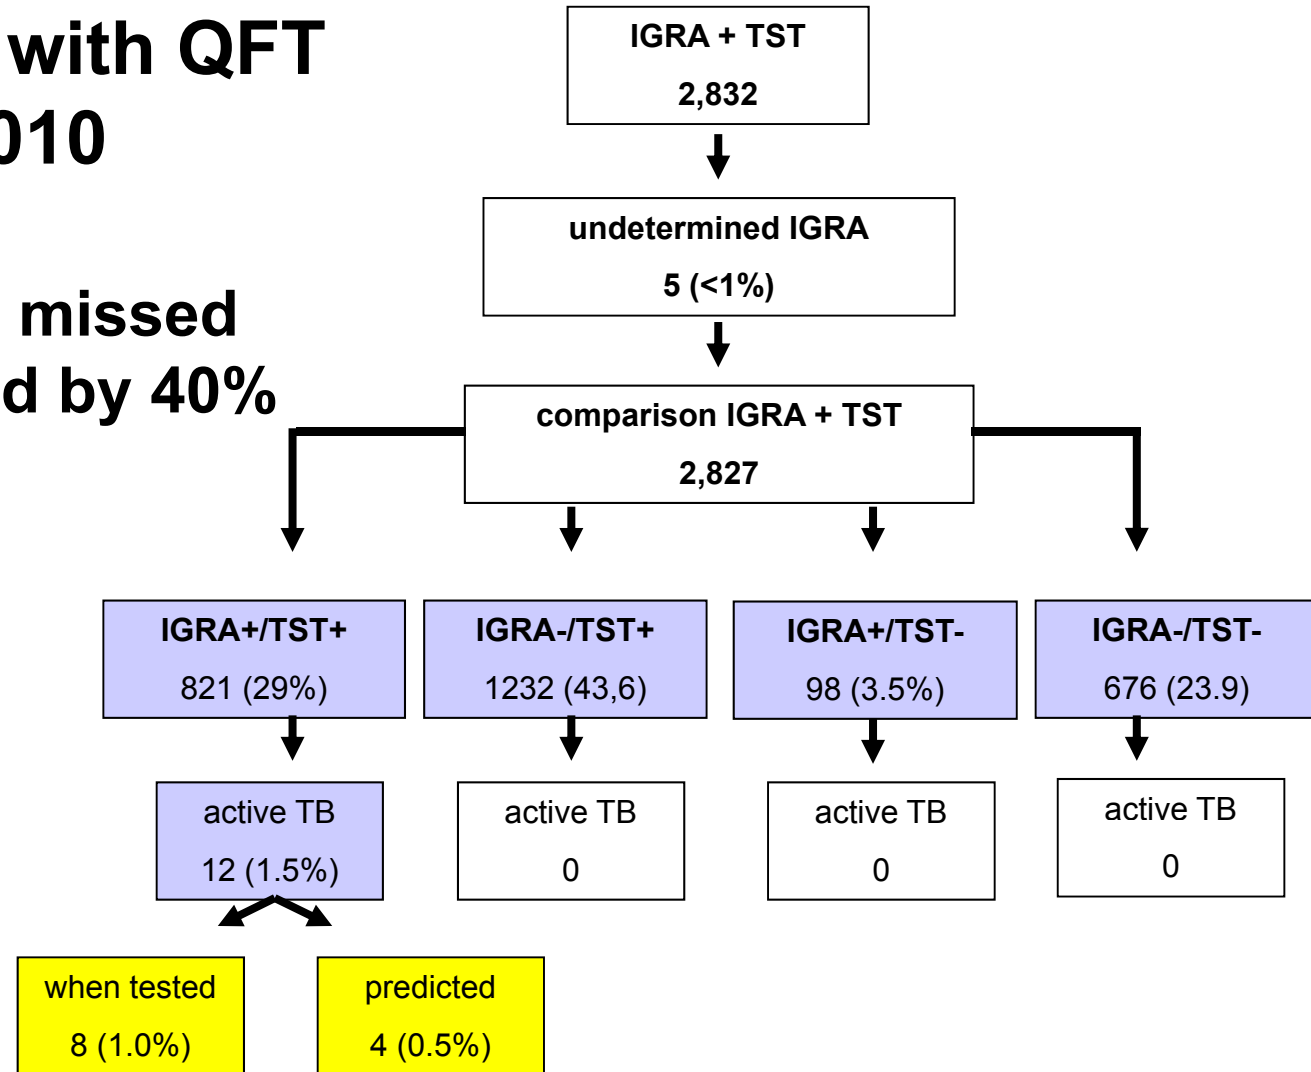 with QFT
010
missed
d by 40%
IGRA + TST
2,832
undetermined IGRA
5 (<1%)
comparison IGRA + TST
2,827
IGRA+/TST+
821 (29%)
IGRA-/TST+
1232 (43,6)
IGRA+/TST-
98 (3.5%)
IGRA-/TST-
676 (23.9)
active TB
12 (1.5%)
active TB
0
active TB
0
active TB
0
when tested
8 (1.0%)
predicted
4 (0.5%)